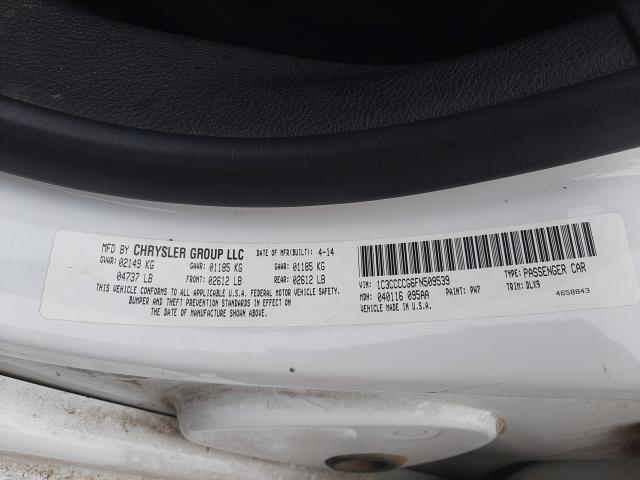 MFD BY CHRYSLER GROUP LLC DATE OF MFR(BUILT): 4-14
GVWR: 02149 KG GAWR: 01185 KG GAWR: 01185 KG
04737 LB FRONT: 02612 LB REAR: 02612 LB
THIS VEHICLE CONFORMS TO ALL APPLICABLE U.S.A. FEDERAL MOTOR VEHICLE SAFETY,
BUMPER AND THEFT PREVENTION STANDARDS IN EFFECT ON
THE DATE OF MANUFACTURE SHOWN ABOVE.
VIN: 1C3CCCCG6FN509539 TYPE: PASSENGER CAR
MDH: 040116 095AA PAINT: PW7 TRIM: DLX9
VEHICLE MADE IN U.S.A. 4658843